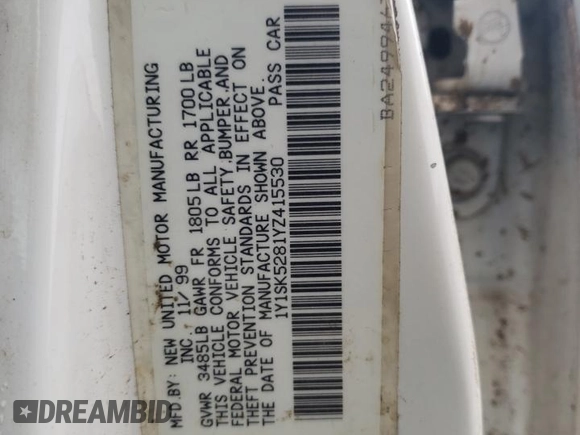 MFD.BY: NEW UNITED MOTOR MANUFACTURING
INC. 11/99
GVWR 3485LB GAWR FR 1805LB RR 1700LB
THIS VEHICLE CONFORMS TO ALL APPLICABLE
FEDERAL MOTOR VEHICLE SAFETY,BUMPER,AND
THEFT PREVENTION STANDARDS IN EFFECT ON
THE DATE OF MANUFACTURE SHOWN ABOVE.
1Y1SK5281YZ415530 PASS CAR
BA24994
DREAMBID